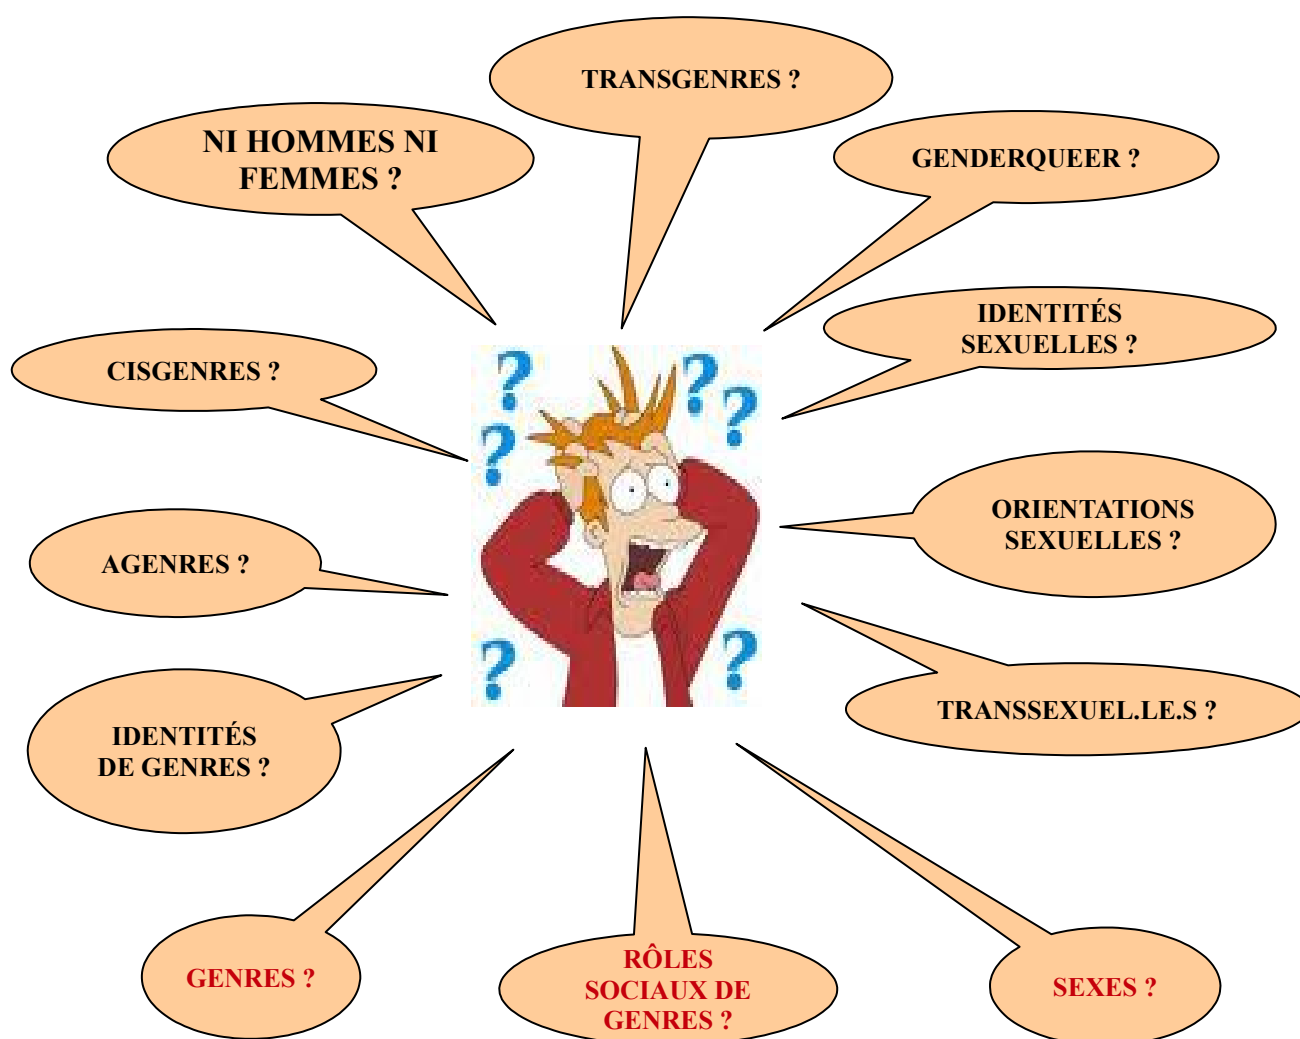 TRANSGENRES ?
NI HOMMES NI
FEMMES ?
GENDERQUEER ?
IDENTITÉS
SEXUELLES ?
CISGENRES ?
? ? ? ?
ORIENTATIONS
SEXUELLES ?
AGENRES ?
? ?
TRANSSEXUEL.LE.S ?
IDENTITÉS
DE GENRES ?
GENRES ?
RÔLES
SOCIAUX DE
GENRES ?
SEXES ?